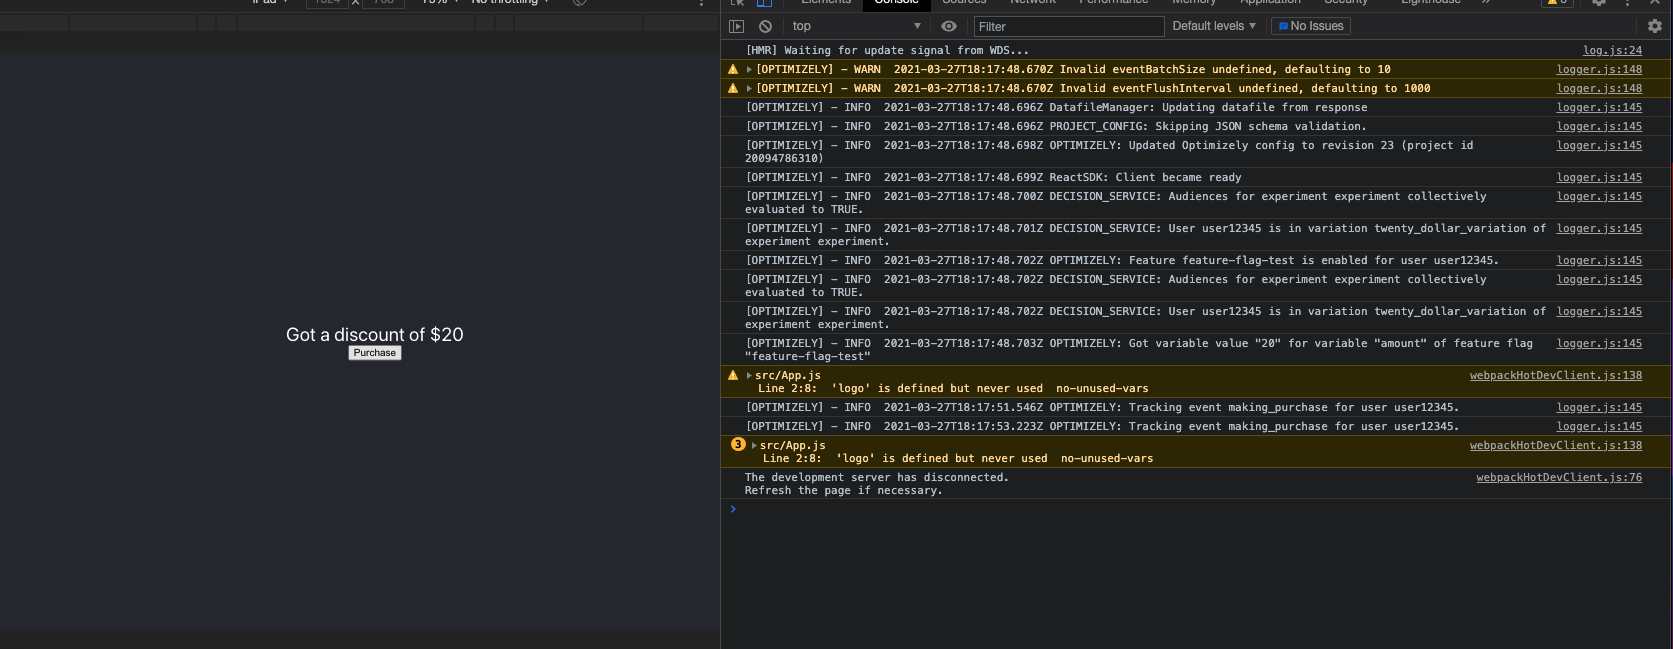 iPad
1024 x 768 75% No throttling
Elements Console Sources Network Performance Memory Application Security Lighthouse » 6
top Filter Default levels No Issues
[HMR] Waiting for update signal from WDS... log.js:24
[OPTIMIZELY] - WARN 2021-03-27T18:17:48.670Z Invalid eventBatchSize undefined, defaulting to 10 logger.js:148
[OPTIMIZELY] - WARN 2021-03-27T18:17:48.670Z Invalid eventFlushInterval undefined, defaulting to 1000 logger.js:148
[OPTIMIZELY] - INFO 2021-03-27T18:17:48.696Z DatafileManager: Updating datafile from response logger.js:145
[OPTIMIZELY] - INFO 2021-03-27T18:17:48.696Z PROJECT_CONFIG: Skipping JSON schema validation. logger.js:145
[OPTIMIZELY] - INFO 2021-03-27T18:17:48.698Z OPTIMIZELY: Updated Optimizely config to revision 23 (project id logger.js:145
20094786310)
[OPTIMIZELY] - INFO 2021-03-27T18:17:48.699Z ReactSDK: Client became ready logger.js:145
[OPTIMIZELY] - INFO 2021-03-27T18:17:48.700Z DECISION_SERVICE: Audiences for experiment experiment collectively logger.js:145
evaluated to TRUE.
[OPTIMIZELY] - INFO 2021-03-27T18:17:48.701Z DECISION_SERVICE: User user12345 is in variation twenty_dollar_variation of logger.js:145
experiment experiment.
[OPTIMIZELY] - INFO 2021-03-27T18:17:48.702Z OPTIMIZELY: Feature feature-flag-test is enabled for user user12345. logger.js:145
[OPTIMIZELY] - INFO 2021-03-27T18:17:48.702Z DECISION_SERVICE: Audiences for experiment experiment collectively logger.js:145
evaluated to TRUE.
[OPTIMIZELY] - INFO 2021-03-27T18:17:48.702Z DECISION_SERVICE: User user12345 is in variation twenty_dollar_variation of logger.js:145
experiment experiment.
[OPTIMIZELY] - INFO 2021-03-27T18:17:48.703Z OPTIMIZELY: Got variable value "20" for variable "amount" of feature flag logger.js:145
"feature-flag-test"
src/App.js webpackHotDevClient.js:138
Line 2:8: 'logo' is defined but never used no-unused-vars
[OPTIMIZELY] - INFO 2021-03-27T18:17:51.546Z OPTIMIZELY: Tracking event making_purchase for user user12345. logger.js:145
[OPTIMIZELY] - INFO 2021-03-27T18:17:53.223Z OPTIMIZELY: Tracking event making_purchase for user user12345. logger.js:145
3 src/App.js webpackHotDevClient.js:138
Line 2:8: 'logo' is defined but never used no-unused-vars
The development server has disconnected. webpackHotDevClient.js:76
Refresh the page if necessary.
Got a discount of $20
Purchase